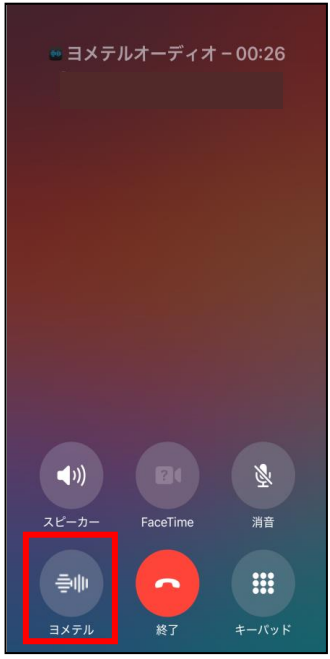 ヨメテルオーディオ – 00:26
スピーカー
FaceTime
消音
ヨメテル
終了
キーパッド